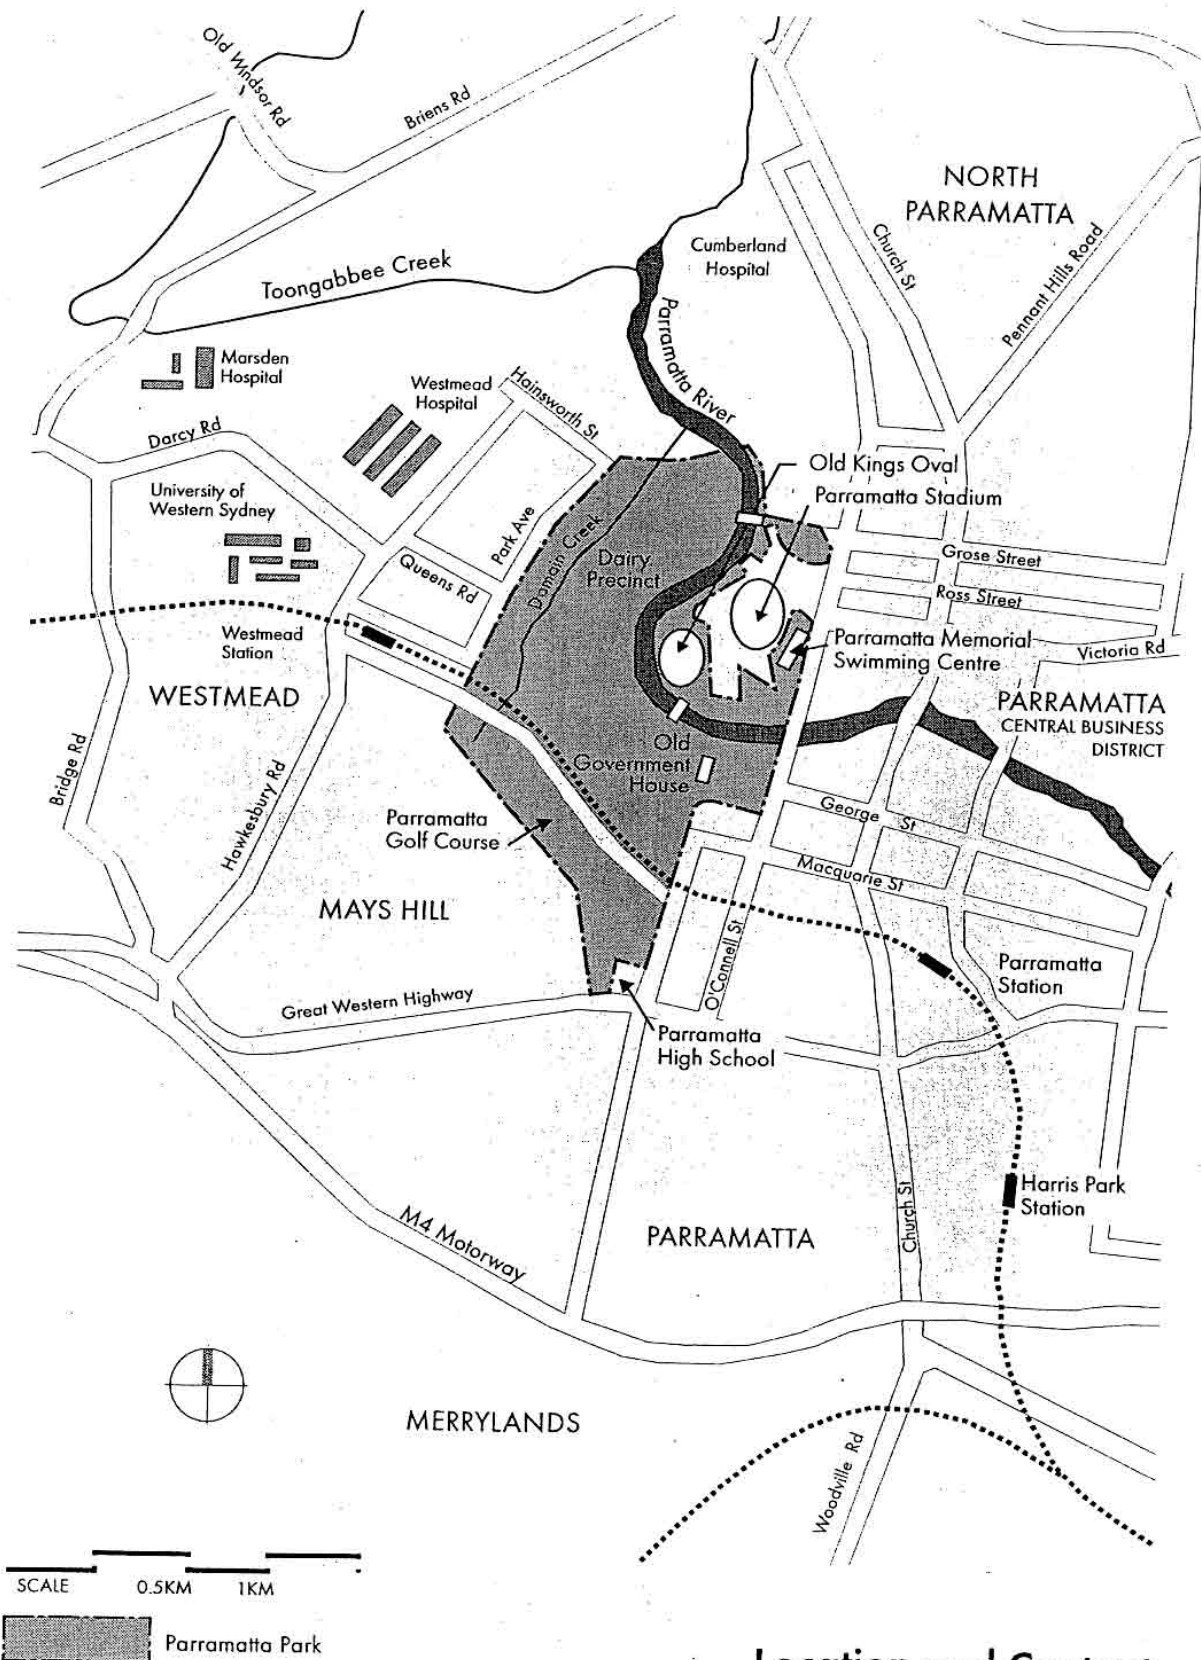 Old Windsor Rd
Briens Rd
NORTH
PARRAMATTA
Cumberland
Hospital
Church St
Pennant Hills Road
Toongabbee Creek
Parramatta River
Marsden
Hospital
Westmead
Hospital
Hainsworth St
Darcy Rd
Old Kings Oval
Parramatta Stadium
University of
Western Sydney
Park Ave
Domain Creek
Dairy
Precinct
Grose Street
Queens Rd
Ross Street
Westmead
Station
Parramatta Memorial
Swimming Centre
Victoria Rd
WESTMEAD
PARRAMATTA
CENTRAL BUSINESS
DISTRICT
Old
Government
House
Bridge Rd
Hawkesbury Rd
Parramatta
Golf Course
George St
Macquarie St
MAYS HILL
O'Connell St
Parramatta
Station
Great Western Highway
Parramatta
High School
Harris Park
Station
Church St
M4 Motorway
PARRAMATTA
MERRYLANDS
Woodville Rd
SCALE 0.5KM 1KM
Parramatta Park